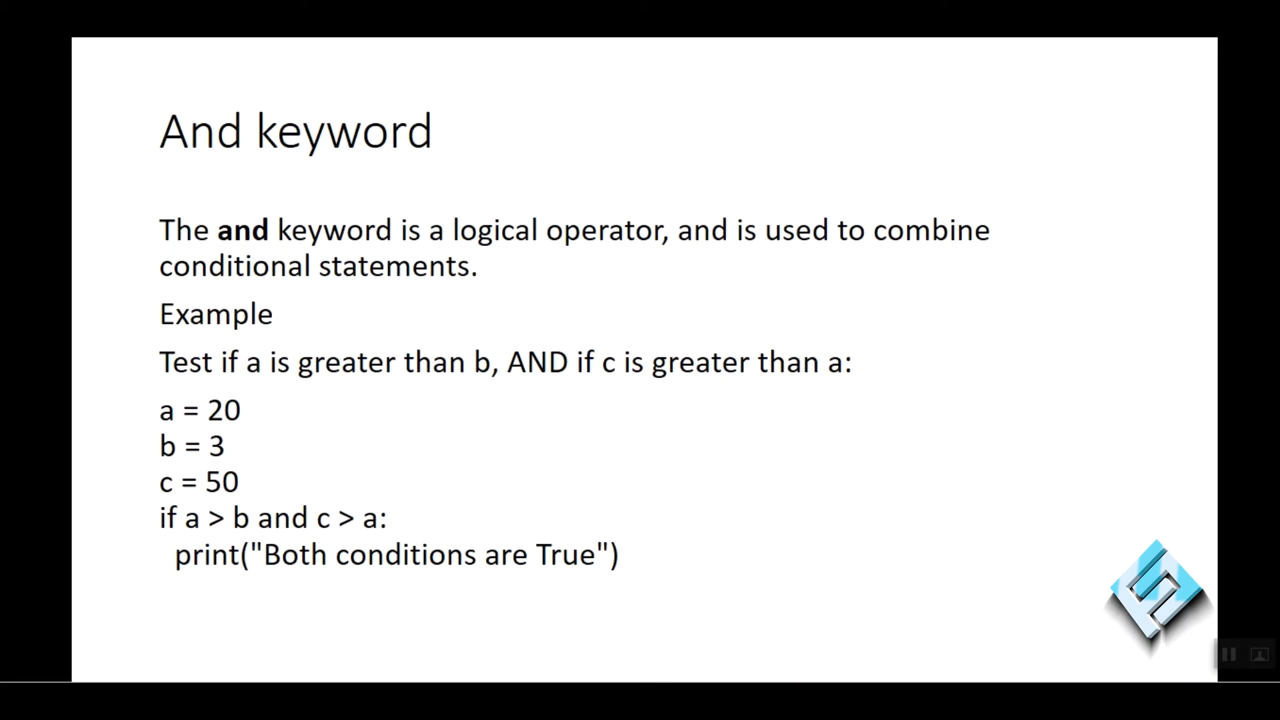 And keyword
The and keyword is a logical operator, and is used to combine
conditional statements.
Example
Test if a is greater than b, AND if c is greater than a:
a = 20
b = 3
c = 50
if a > b and c > a:
  print("Both conditions are True")